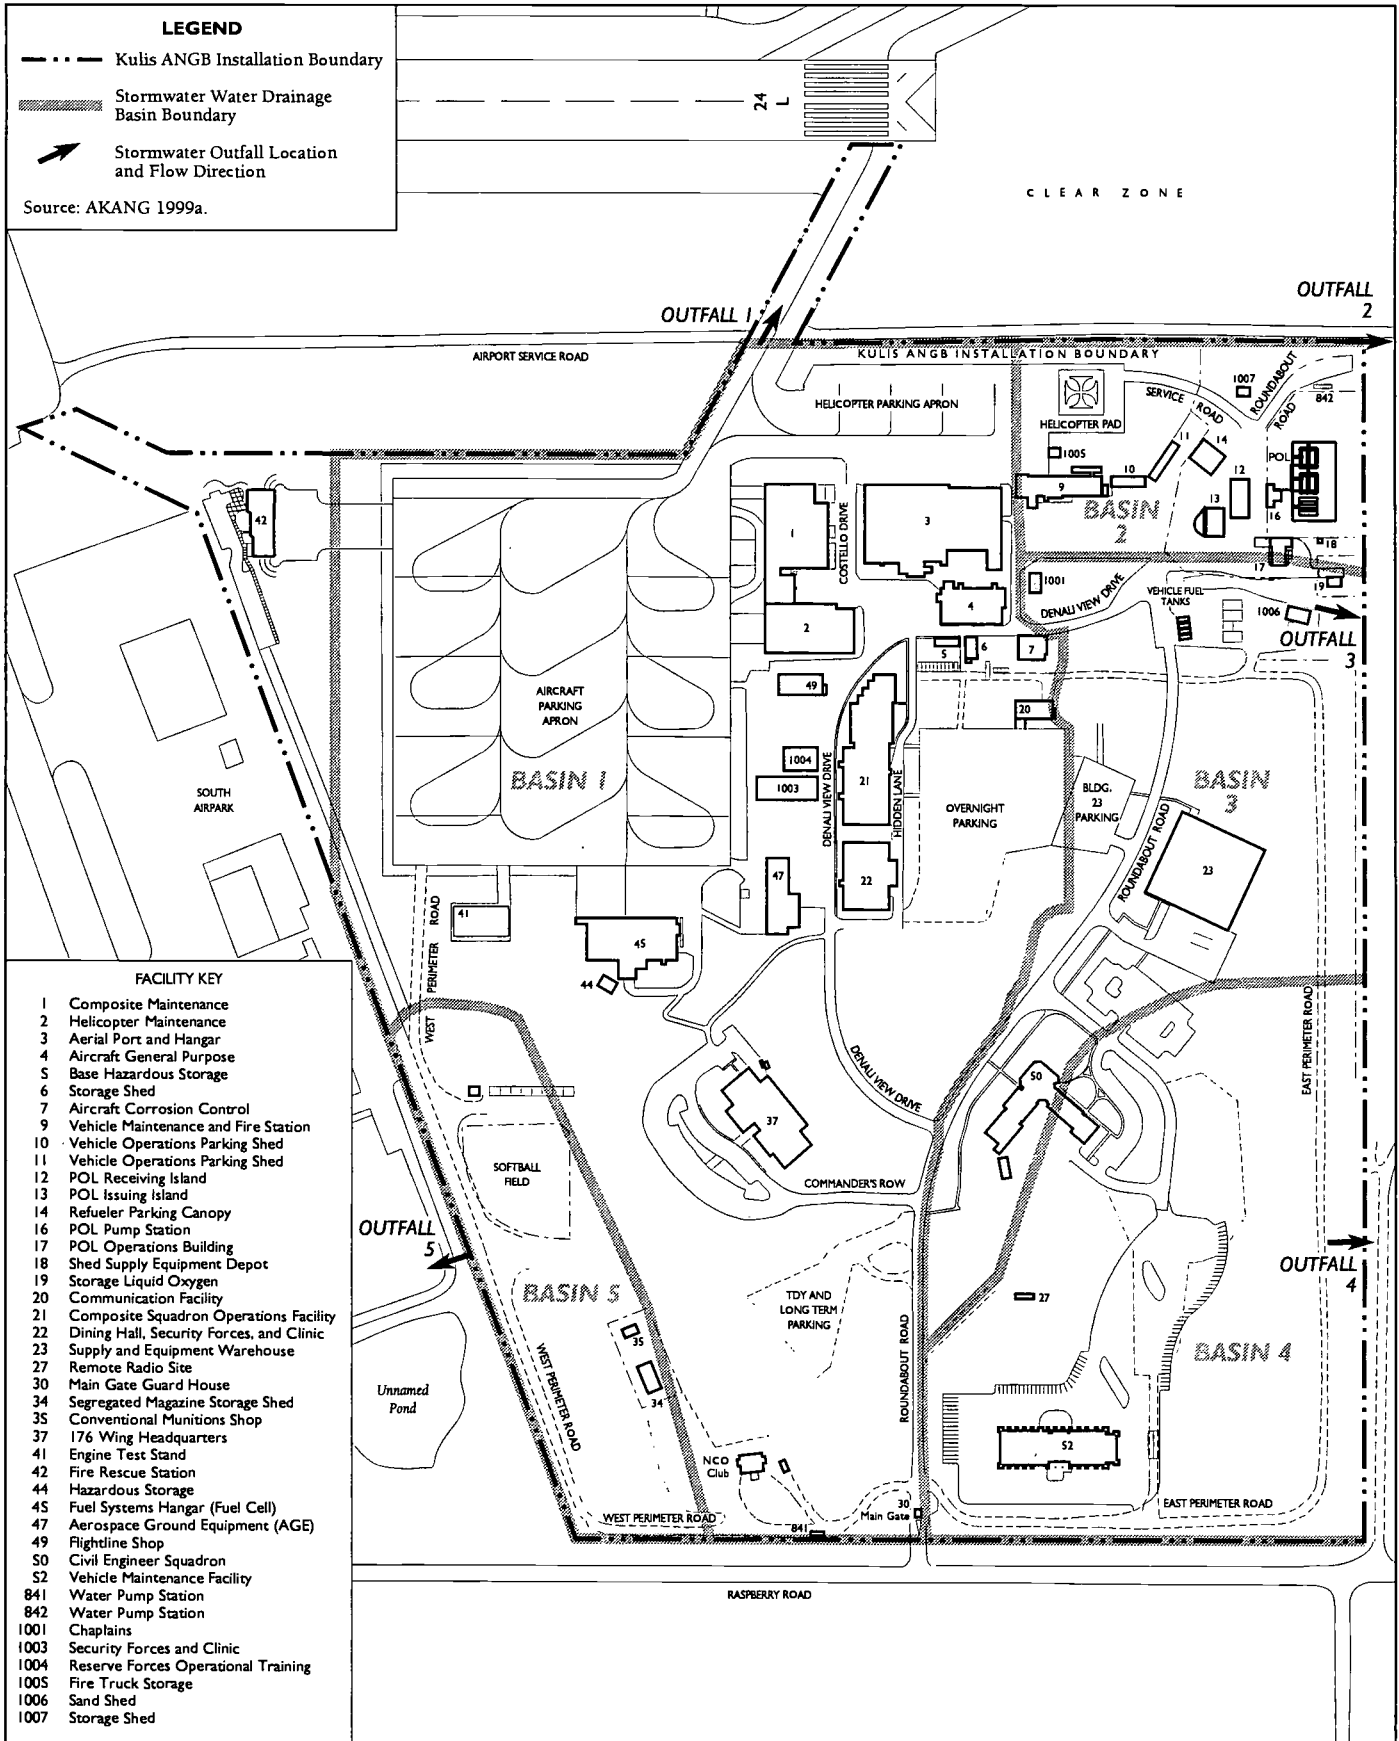 LEGEND
Kulis ANGB Installation Boundary
Stormwater Water Drainage
Basin Boundary
Stormwater Outfall Location
and Flow Direction
Source: AKANG 1999a.
24
L
CLEAR ZONE
OUTFALL 1
OUTFALL
2
AIRPORT SERVICE ROAD
KULIS ANGB INSTALLATION BOUNDARY
HELICOPTER PARKING APRON
HELICOPTER PAD
SERVICE ROAD
1007
ROUNDABOUT
ROAD
842
1005
11
14
POL
9
10
12
13
16
BASIN
2
42
1
COSTELLO DRIVE
3
18
17
19
1001
DENALI VIEW DRIVE
VEHICLE FUEL
TANKS
1006
OUTFALL
3
4
2
5
6
7
49
20
AIRCRAFT
PARKING
APRON
BASIN 1
1004
1003
DENALI VIEW DRIVE
21
HIDDEN LANE
OVERNIGHT
PARKING
BLDG.
23
PARKING
BASIN
3
SOUTH
AIRPARK
ROUNDABOUT ROAD
23
47
22
WEST PERIMETER ROAD
41
45
44
EAST PERIMETER ROAD
DENALI VIEW DRIVE
50
37
SOFTBALL
FIELD
COMMANDER'S ROW
OUTFALL
5
OUTFALL
4
BASIN 5
TDY AND
LONG TERM
PARKING
27
35
34
ROUNDABOUT ROAD
BASIN 4
WEST PERIMETER ROAD
Unnamed
Pond
52
NCO
Club
30
Main Gate
EAST PERIMETER ROAD
WEST PERIMETER ROAD
841
RASPBERRY ROAD
FACILITY KEY
1 Composite Maintenance
2 Helicopter Maintenance
3 Aerial Port and Hangar
4 Aircraft General Purpose
5 Base Hazardous Storage
6 Storage Shed
7 Aircraft Corrosion Control
9 Vehicle Maintenance and Fire Station
10 Vehicle Operations Parking Shed
11 Vehicle Operations Parking Shed
12 POL Receiving Island
13 POL Issuing Island
14 Refueler Parking Canopy
16 POL Pump Station
17 POL Operations Building
18 Shed Supply Equipment Depot
19 Storage Liquid Oxygen
20 Communication Facility
21 Composite Squadron Operations Facility
22 Dining Hall, Security Forces, and Clinic
23 Supply and Equipment Warehouse
27 Remote Radio Site
30 Main Gate Guard House
34 Segregated Magazine Storage Shed
35 Conventional Munitions Shop
37 176 Wing Headquarters
41 Engine Test Stand
42 Fire Rescue Station
44 Hazardous Storage
45 Fuel Systems Hangar (Fuel Cell)
47 Aerospace Ground Equipment (AGE)
49 Flightline Shop
50 Civil Engineer Squadron
52 Vehicle Maintenance Facility
841 Water Pump Station
842 Water Pump Station
1001 Chaplains
1003 Security Forces and Clinic
1004 Reserve Forces Operational Training
1005 Fire Truck Storage
1006 Sand Shed
1007 Storage Shed